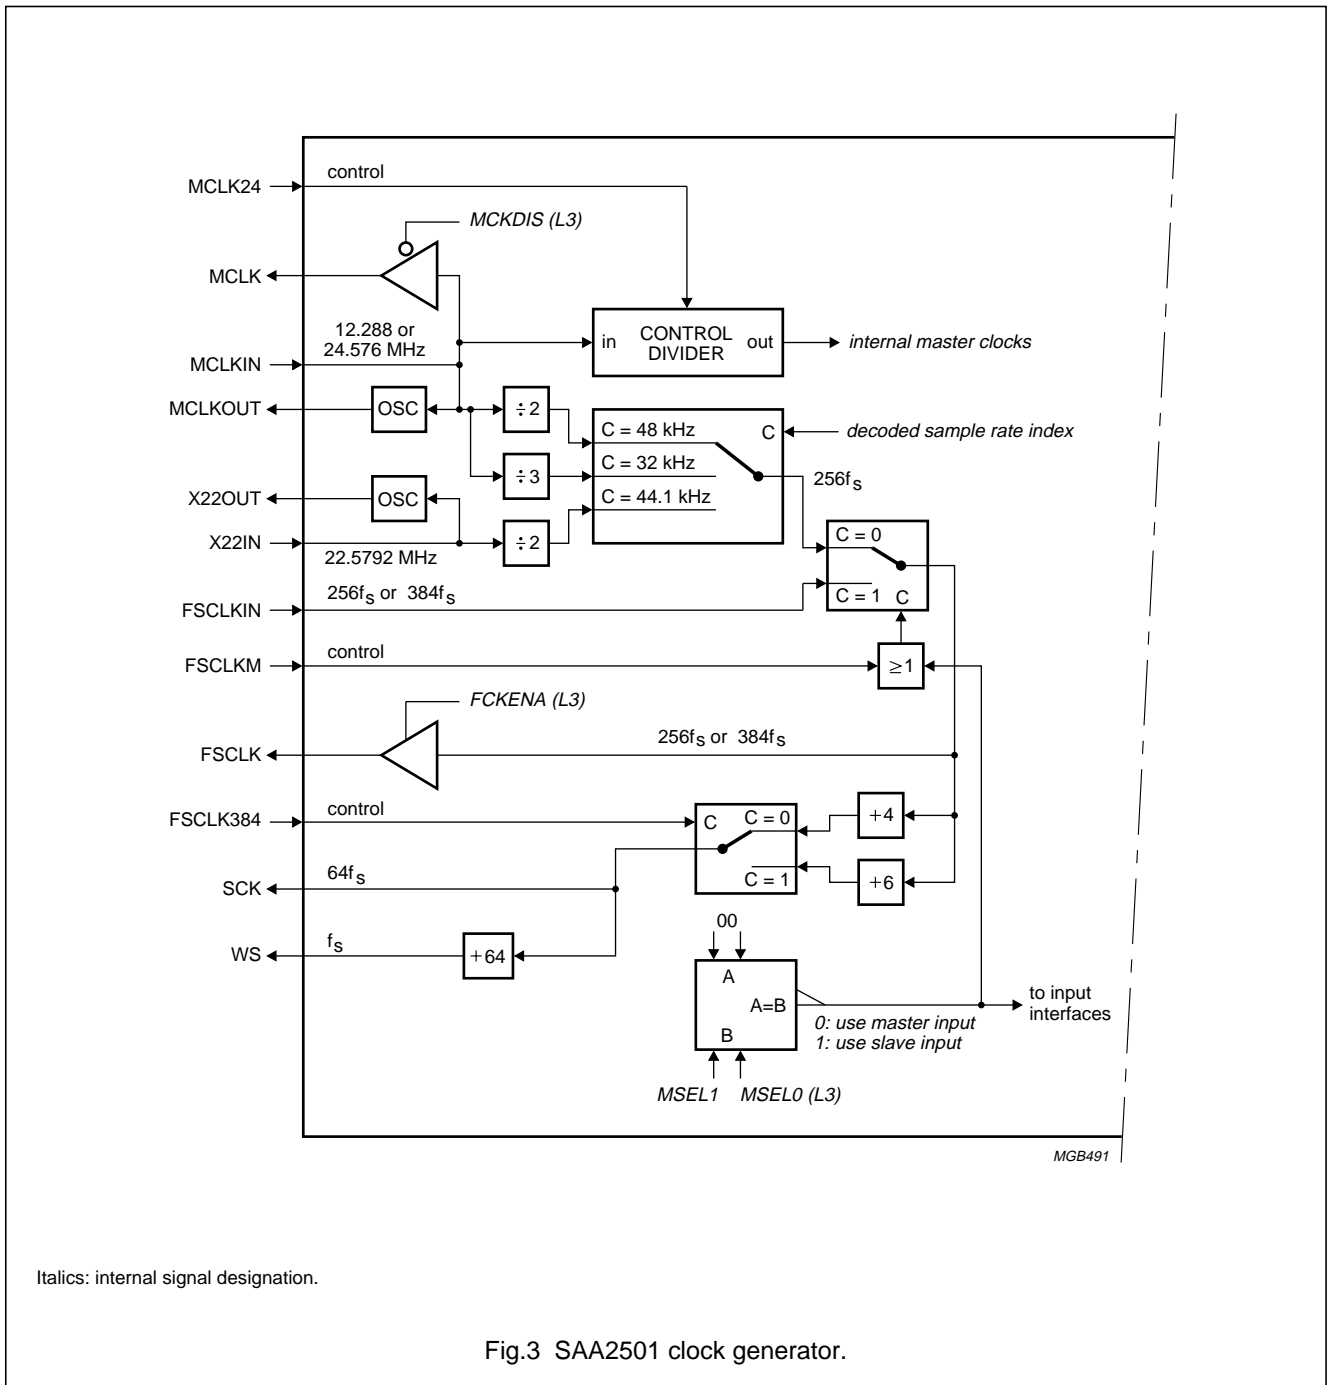 MCLK24
control
MCKDIS (L3)
MCLK
12.288 or
24.576 MHz
in
CONTROL
DIVIDER
out
internal master clocks
MCLKIN
MCLKOUT
OSC
÷2
C = 48 kHz
C
decoded sample rate index
÷3
C = 32 kHz
256fs
X22OUT
OSC
C = 44.1 kHz
X22IN
22.5792 MHz
÷2
C = 0
FSCLKIN
256fs or 384fs
C = 1
C
FSCLKM
control
≥1
FCKENA (L3)
FSCLK
256fs or 384fs
FSCLK384
control
C
C = 0
+4
SCK
64fs
C = 1
+6
00
WS
fs
+64
A
A=B
B
to input
interfaces
0: use master input
1: use slave input
MSEL1
MSEL0 (L3)
MGB491
Italics: internal signal designation.
Fig.3 SAA2501 clock generator.